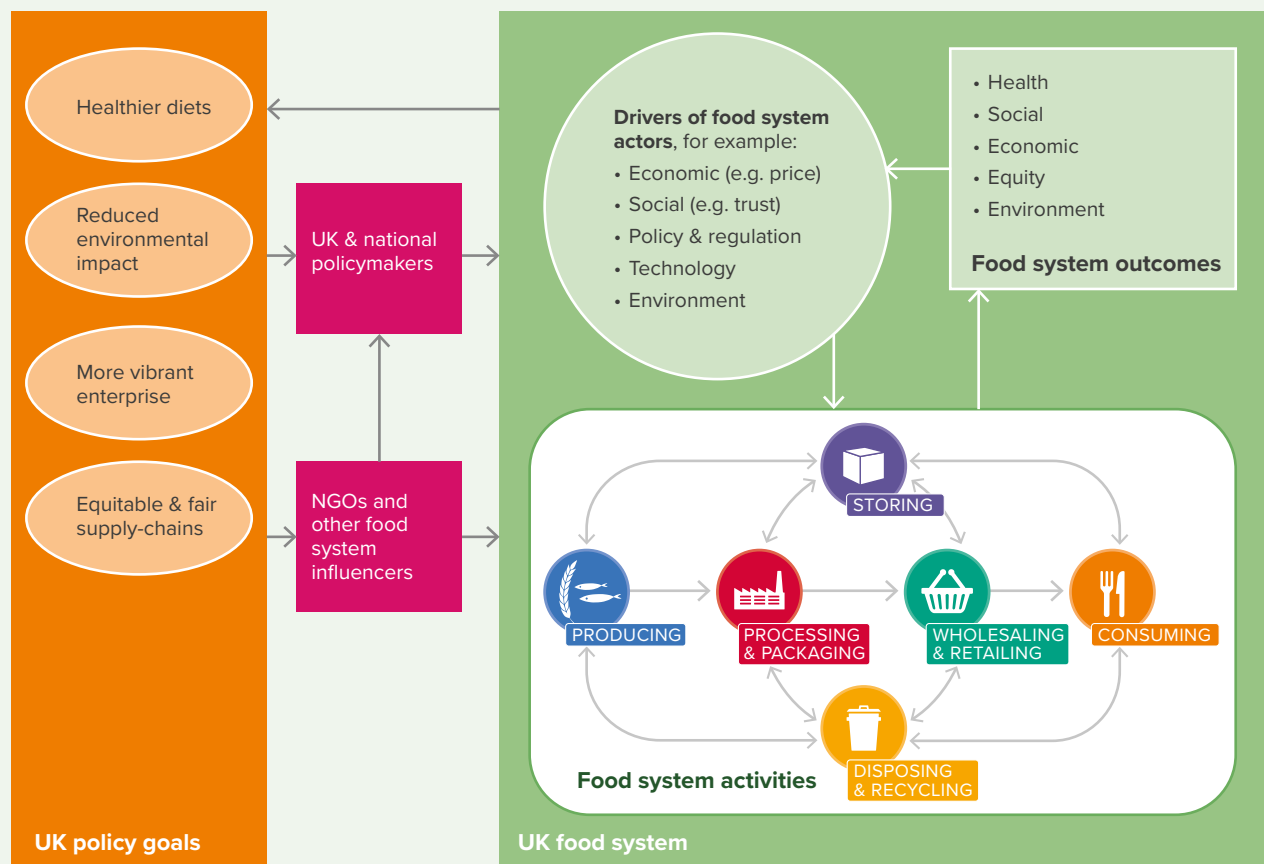 Healthier diets
Reduced
environmental
impact
More vibrant
enterprise
Equitable & fair
supply-chains
UK policy goals
UK & national
policymakers
NGOs and
other food
system
influencers
Drivers of food system
actors, for example:
• Economic (e.g. price)
• Social (e.g. trust)
• Policy & regulation
• Technology
• Environment
• Health
• Social
• Economic
• Equity
• Environment
Food system outcomes
STORING
PRODUCING
PROCESSING
& PACKAGING
WHOLESALING
& RETAILING
CONSUMING
DISPOSING
& RECYCLING
Food system activities
UK food system